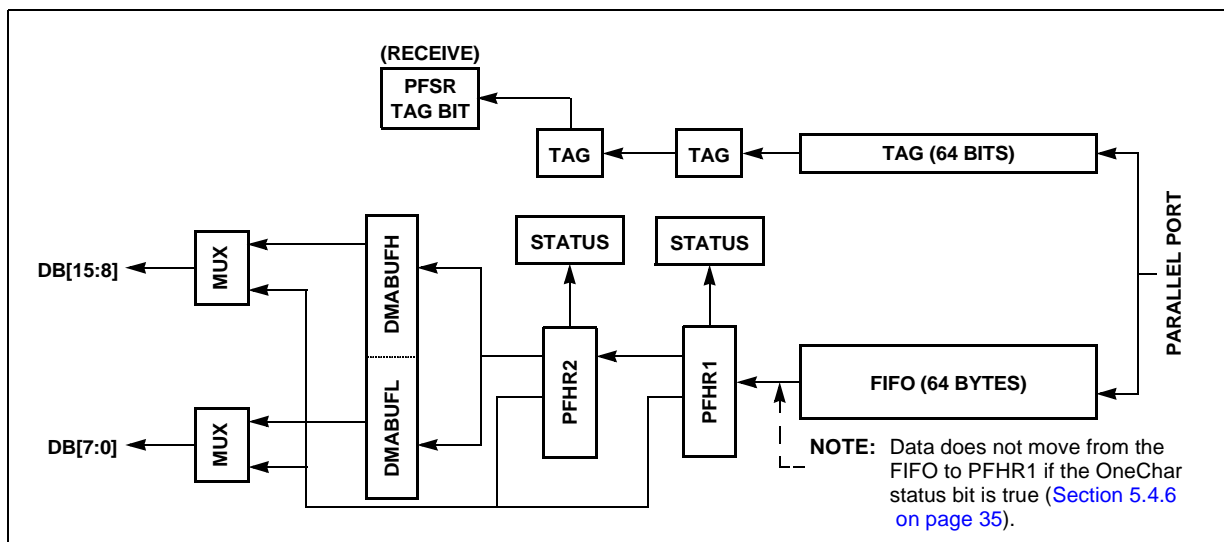 (RECEIVE)
PFSR
TAG BIT
TAG
TAG
TAG (64 BITS)
PARALLEL PORT
STATUS
STATUS
DB[15:8]
MUX
DMABUFH
DMABUFL
PFHR2
PFHR1
FIFO (64 BYTES)
DB[7:0]
MUX
NOTE: Data does not move from the
FIFO to PFHR1 if the OneChar
status bit is true (Section 5.4.6
on page 35).